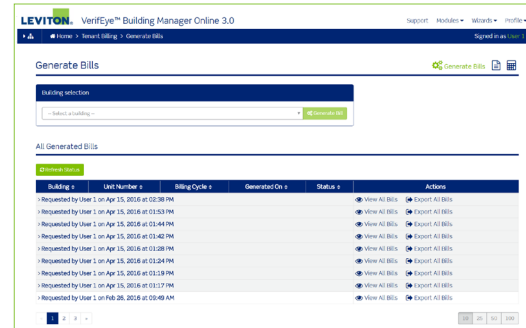 LEVITON. VerifEye™ Building Manager Online 3.0
Support Modules Wizards Profile
Home > Tenant Billing > Generate Bills
Signed in as User 1
Generate Bills
Generate Bills
Building selection
– Select a building –
Generate Bill
All Generated Bills
Refresh Status
Building Unit Number Billing Cycle Generated On Status Actions
> Requested by User 1 on Apr 15, 2016 at 02:38 PM View All Bills Export All Bills
> Requested by User 1 on Apr 15, 2016 at 01:53 PM View All Bills Export All Bills
> Requested by User 1 on Apr 15, 2016 at 01:44 PM View All Bills Export All Bills
> Requested by User 1 on Apr 15, 2016 at 01:42 PM View All Bills Export All Bills
> Requested by User 1 on Apr 15, 2016 at 01:28 PM View All Bills Export All Bills
> Requested by User 1 on Apr 15, 2016 at 01:24 PM View All Bills Export All Bills
> Requested by User 1 on Apr 15, 2016 at 01:19 PM View All Bills Export All Bills
> Requested by User 1 on Apr 15, 2016 at 01:17 PM View All Bills Export All Bills
> Requested by User 1 on Feb 26, 2016 at 09:49 AM View All Bills Export All Bills
« 1 2 3 »
10 25 50 100